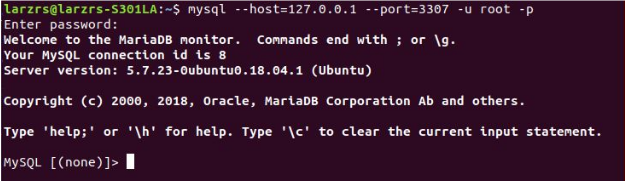 larzrs@larzrs-S301LA:~$ mysql --host=127.0.0.1 --port=3307 -u root -p
Enter password:
Welcome to the MariaDB monitor.  Commands end with ; or \g.
Your MySQL connection id is 8
Server version: 5.7.23-0ubuntu0.18.04.1 (Ubuntu)
Copyright (c) 2000, 2018, Oracle, MariaDB Corporation Ab and others.
Type 'help;' or '\h' for help. Type '\c' to clear the current input statement.
MySQL [(none)]>